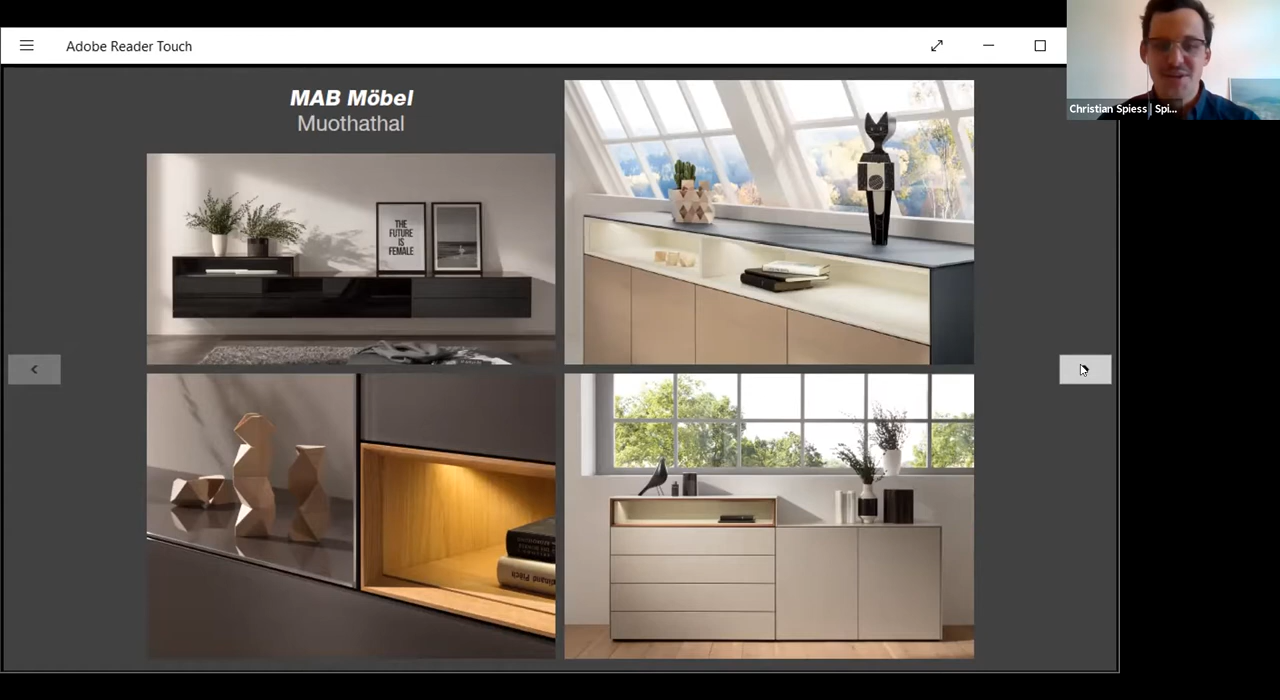 Adobe Reader Touch
Christian Spiess | Spi...
MAB Möbel
Muothathal
THE
FUTURE
IS
FEMALE